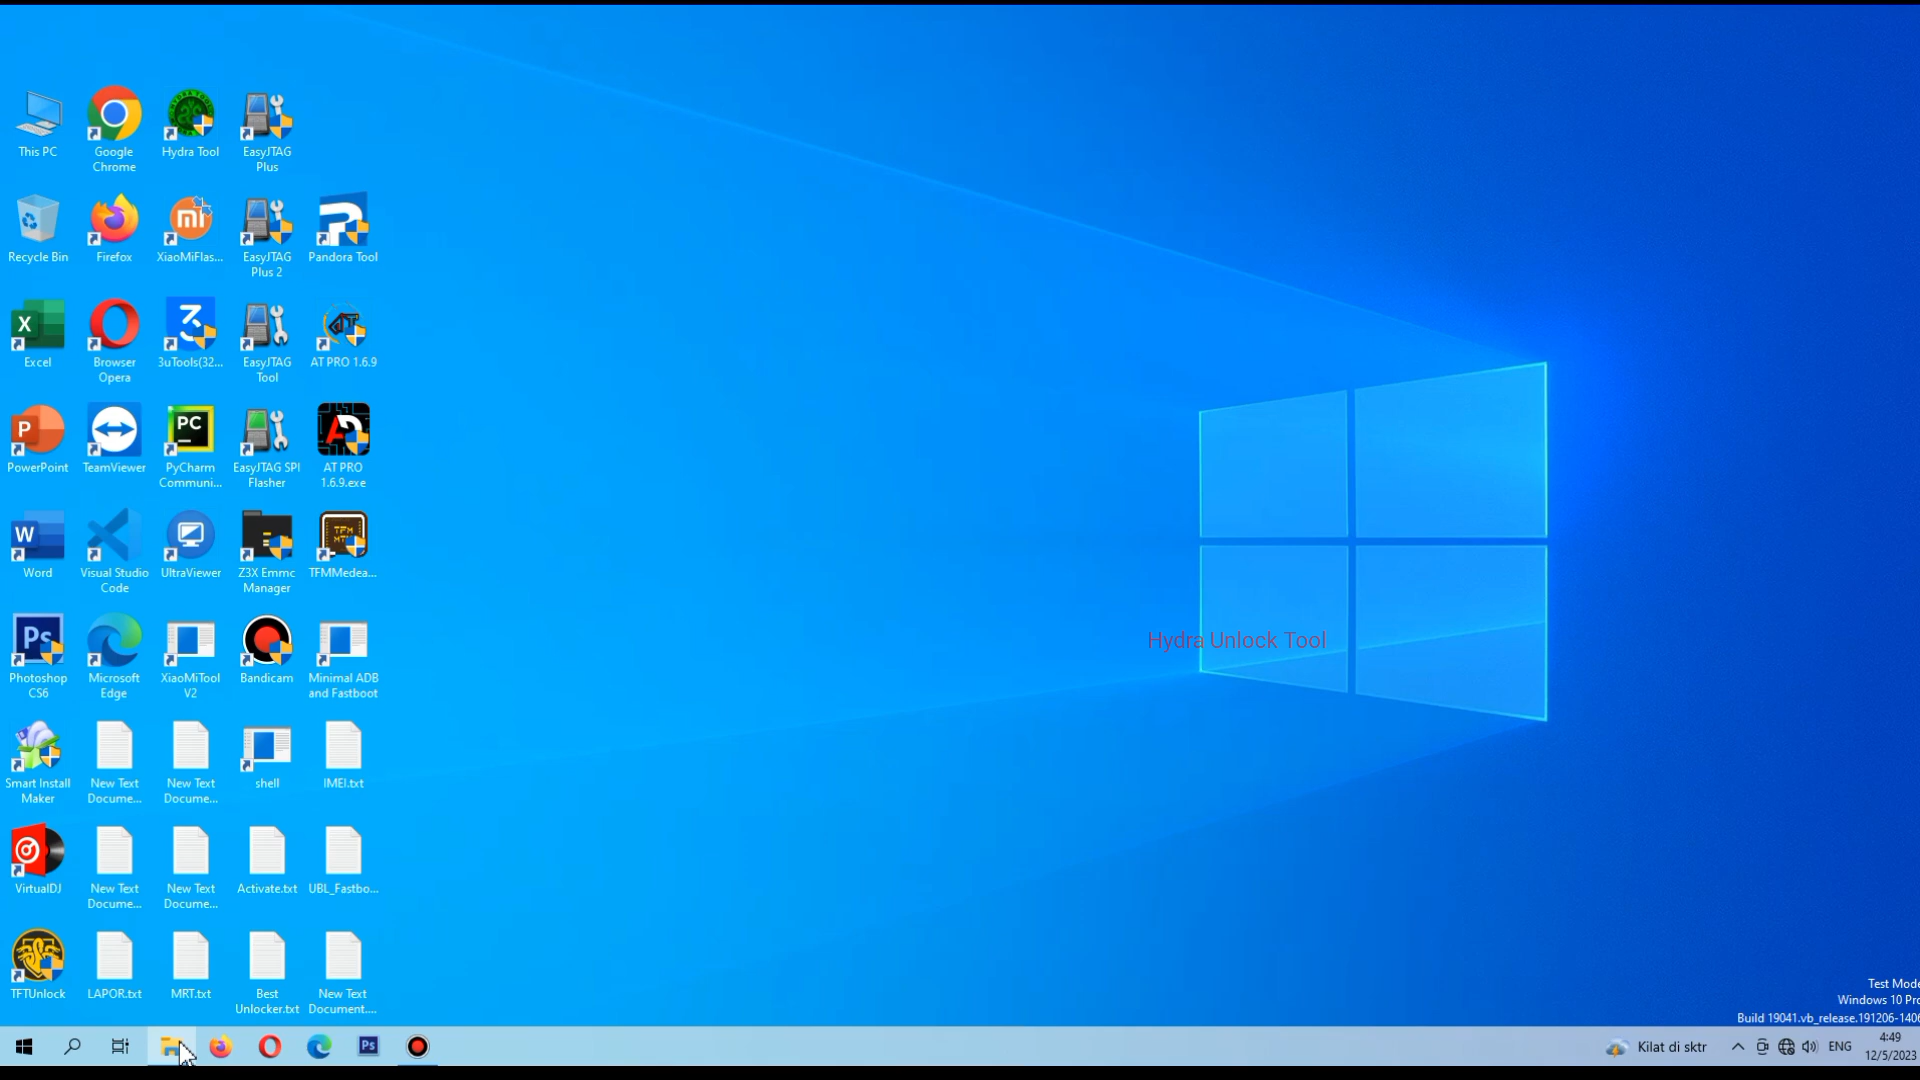 This PC
Google
Chrome
Hydra Tool
EasyJTAG
Plus
Recycle Bin
Firefox
XiaoMiFlas...
EasyJTAG
Plus 2
Pandora Tool
Excel
Browser
Opera
3uTools(32...
EasyJTAG
Tool
AT PRO 1.6.9
PowerPoint
TeamViewer
PyCharm
Communi...
EasyJTAG SPI
Flasher
AT PRO
1.6.9.exe
Word
Visual Studio
Code
UltraViewer
Z3X Emmc
Manager
TFMMedea...
Photoshop
CS6
Microsoft
Edge
XiaoMiTool
V2
Bandicam
Minimal ADB
and Fastboot
Hydra Unlock Tool
Smart Install
Maker
New Text
Docume...
New Text
Docume...
shell
IMEI.txt
VirtualDJ
New Text
Docume...
New Text
Docume...
Activate.txt
UBL_Fastbo...
TFTUnlock
LAPOR.txt
MRT.txt
Best
Unlocker.txt
New Text
Document....
Test Mode
Windows 10 Pro
Build 19041.vb_release.191206-1406
Kilat di sktr
ENG
4:49
12/5/2023